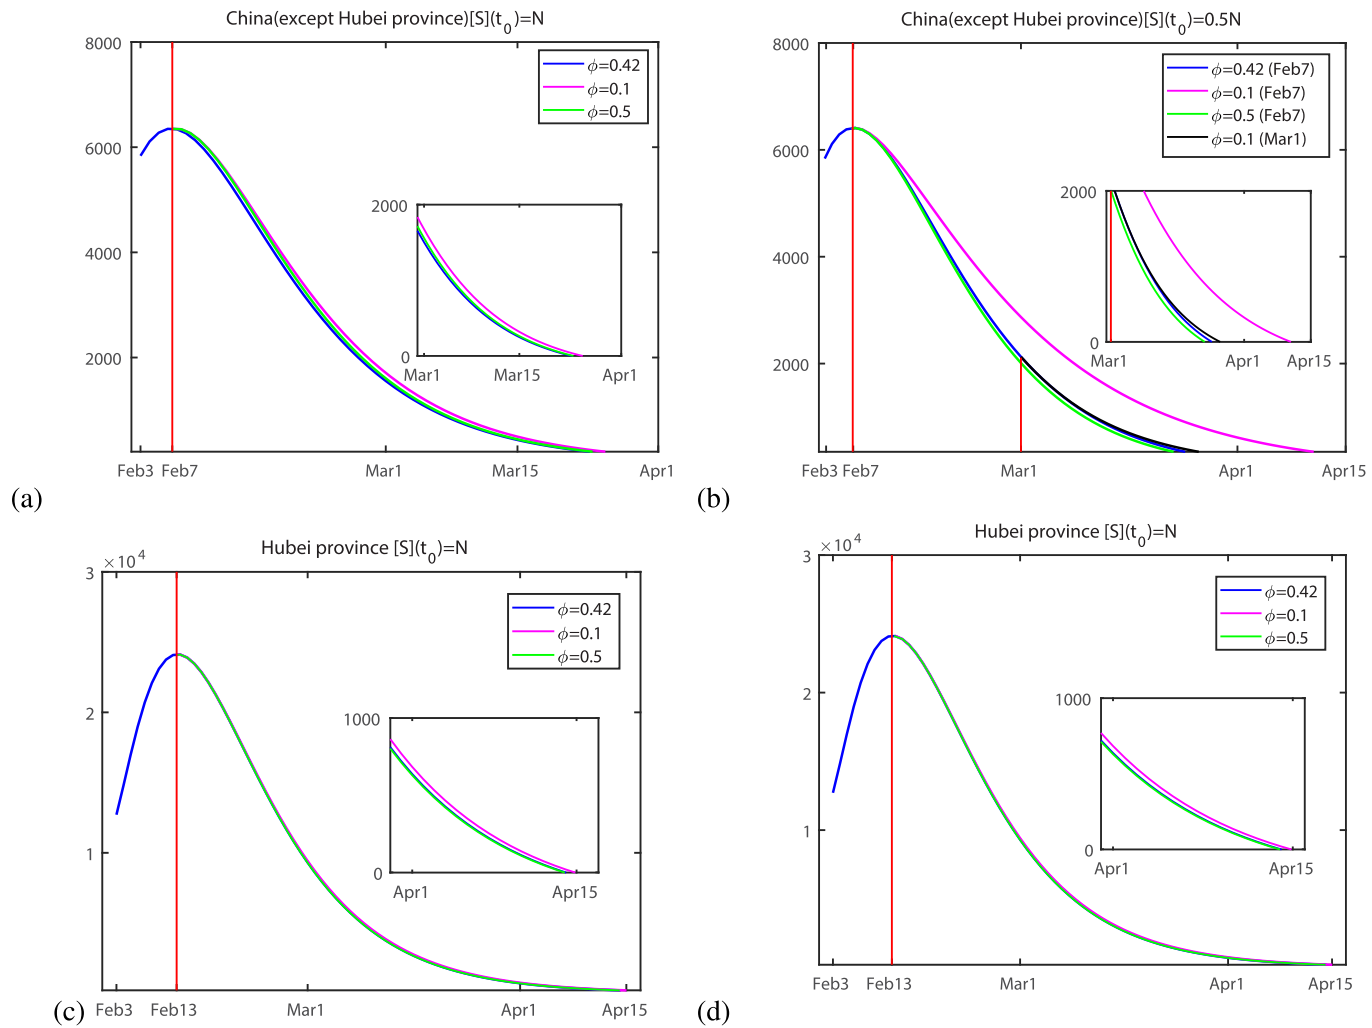 China(except Hubei province)[S](t0)=N
8000
6000
4000
2000
ϕ=0.42
ϕ=0.1
ϕ=0.5
2000
0
Mar1
Mar15
Apr1
Feb3
Feb7
Mar1
Mar15
Apr1
(a)
China(except Hubei province)[S](t0)=0.5N
8000
6000
4000
2000
ϕ=0.42 (Feb7)
ϕ=0.1 (Feb7)
ϕ=0.5 (Feb7)
ϕ=0.1 (Mar1)
2000
0
Mar1
Apr1
Apr15
Feb3
Feb7
Mar1
Apr1
Apr15
(b)
Hubei province [S](t0)=N
×10^4
3
2
1
ϕ=0.42
ϕ=0.1
ϕ=0.5
1000
0
Apr1
Apr15
Feb3
Feb13
Mar1
Apr1
Apr15
(c)
Hubei province [S](t0)=N
×10^4
3
2
1
ϕ=0.42
ϕ=0.1
ϕ=0.5
1000
0
Apr1
Apr15
Feb3
Feb13
Mar1
Apr1
Apr15
(d)